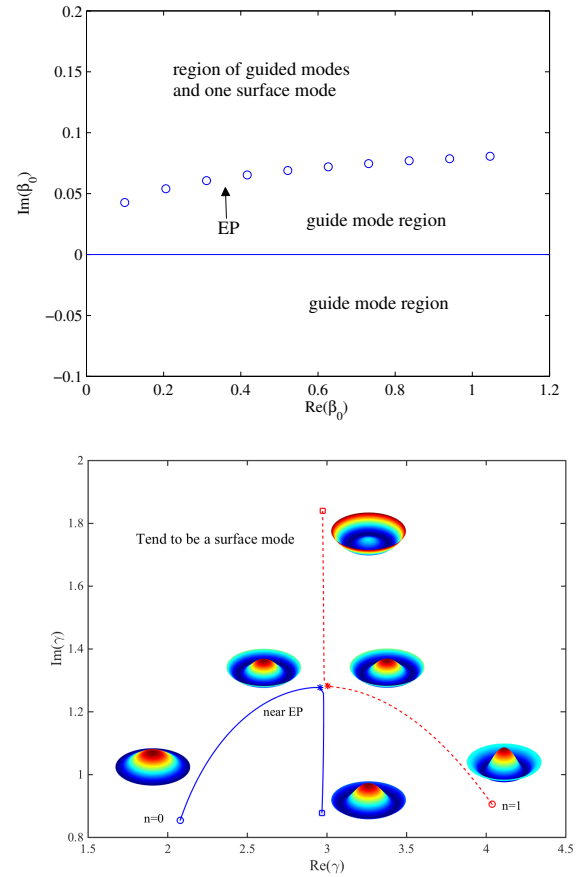 0.2
0.15
0.1
0.05
0
−0.05
−0.1
Im(β0)
region of guided modes
and one surface mode
EP
guide mode region
guide mode region
0
0.2
0.4
0.6
0.8
1
1.2
Re(β0)
2
1.8
1.6
1.4
1.2
1
0.8
Im(γ)
Tend to be a surface mode
near EP
n=0
n=1
1.5
2
2.5
3
3.5
4
4.5
Re(γ)